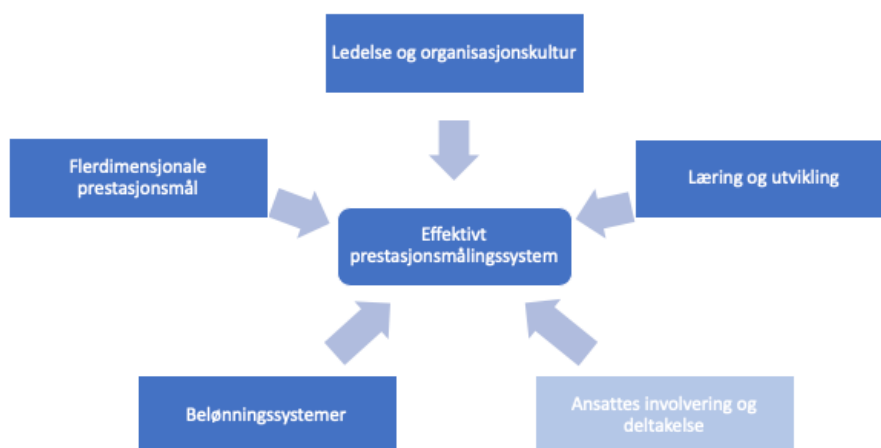 Ledelse og organisasjonskultur
Flerdimensjonale
prestasjonsmål
Læring og utvikling
Effektivt
prestasjonsmålingssystem
Belønningssystemer
Ansattes involvering og
deltakelse